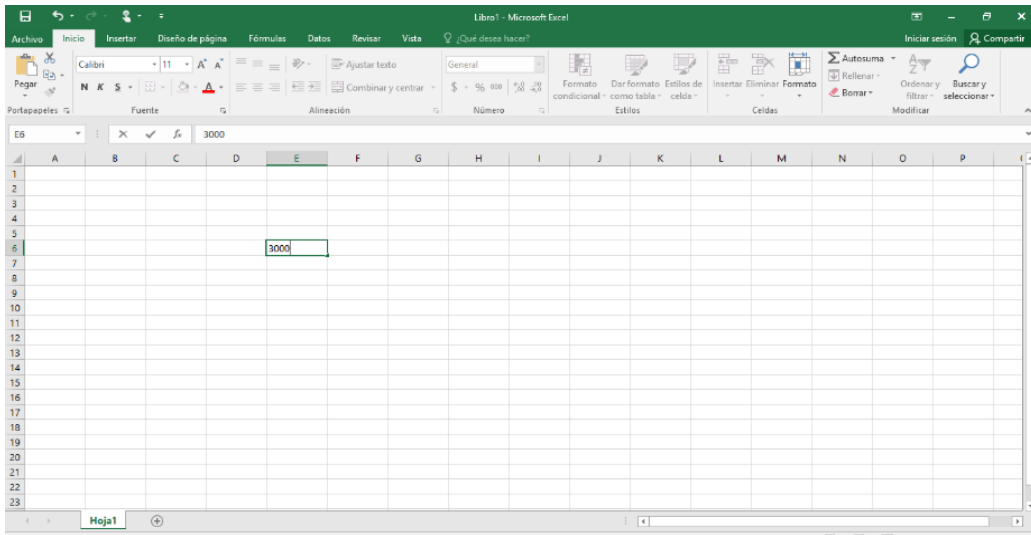 Libro1 - Microsoft Excel
Archivo Inicio Insertar Diseño de página Fórmulas Datos Revisar Vista ¿Qué desea hacer? Iniciar sesión Compartir
Pegar
Portapapeles
Calibri 11 A A
N K S A
Fuente
Ajustar texto
Combinar y centrar
Alineación
General
$ % 000
Número
Formato condicional
Dar formato como tabla
Estilos de celda
Estilos
Insertar Eliminar Formato
Celdas
Autosuma
Rellenar
Borrar
Ordenar y filtrar
Buscar y seleccionar
Modificar
E6 fx 3000
A B C D E F G H I J K L M N O P
1
2
3
4
5
6 3000
7
8
9
10
11
12
13
14
15
16
17
18
19
20
21
22
23
Hoja1